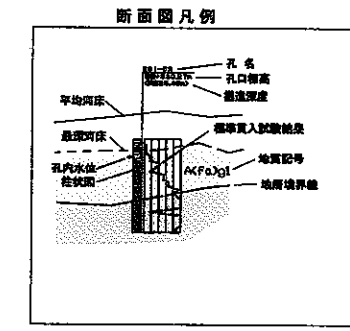 断面図凡例
孔名
孔口標高
掘進深度
平均河床
標準貫入試験結果
最深河床
孔内水位
地質記号
柱状図
A(Fa)g1
地層境界線